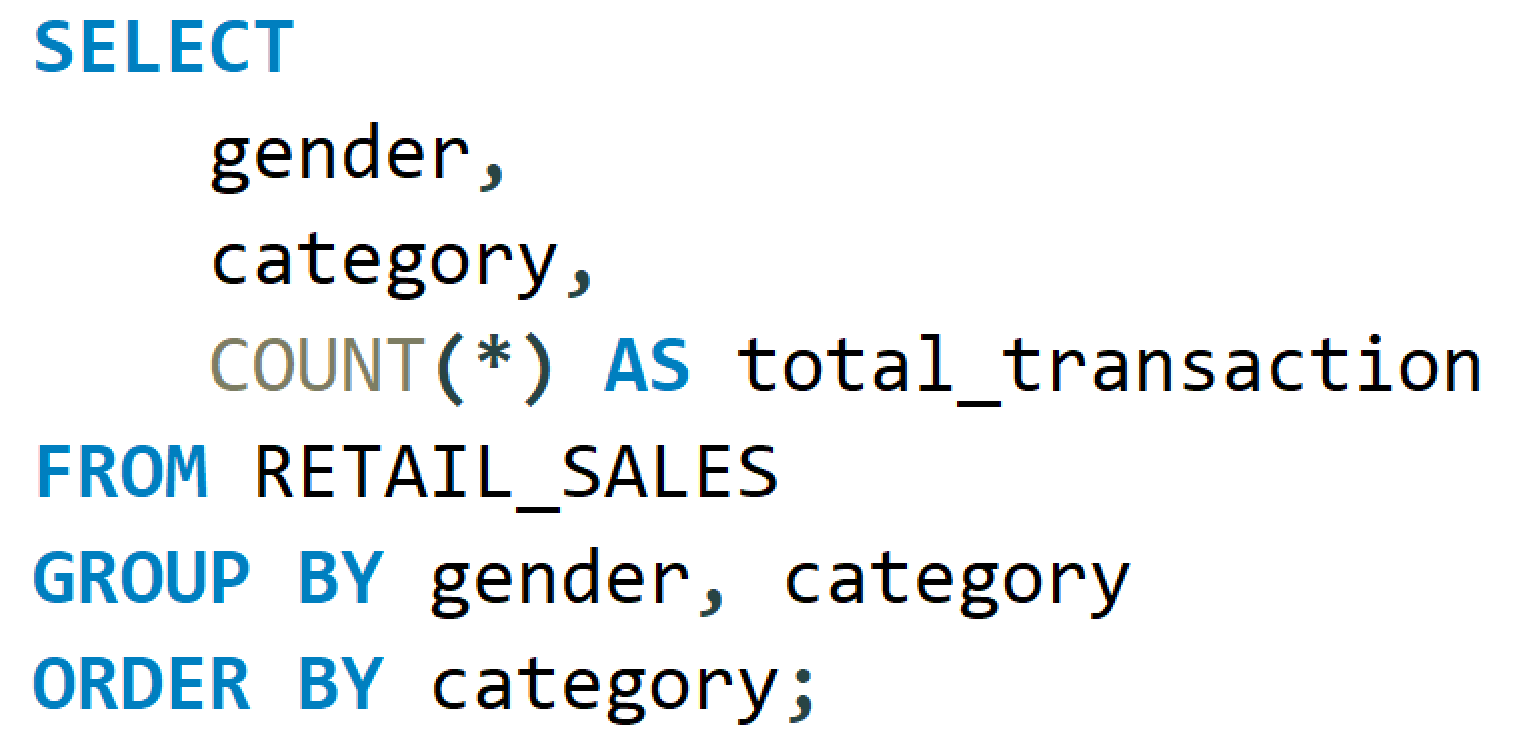 SELECT
    gender,
    category,
    COUNT(*) AS total_transaction
FROM RETAIL_SALES
GROUP BY gender, category
ORDER BY category;